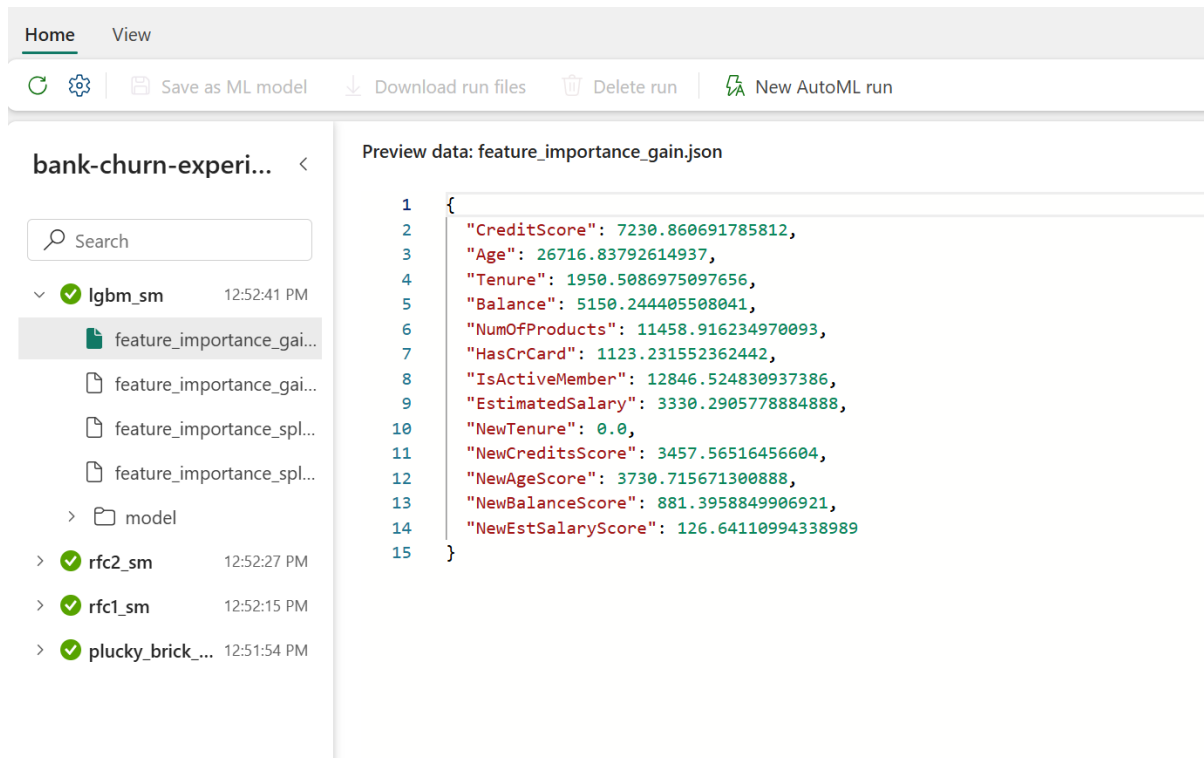 Home View
Save as ML model Download run files Delete run New AutoML run
bank-churn-experi...
Search
lgbm_sm 12:52:41 PM
feature_importance_gai...
feature_importance_gai...
feature_importance_spl...
feature_importance_spl...
model
rfc2_sm 12:52:27 PM
rfc1_sm 12:52:15 PM
plucky_brick_... 12:51:54 PM
Preview data: feature_importance_gain.json
1 {
2 "CreditScore": 7230.860691785812,
3 "Age": 26716.83792614937,
4 "Tenure": 1950.5086975097656,
5 "Balance": 5150.244405508041,
6 "NumOfProducts": 11458.916234970093,
7 "HasCrCard": 1123.231552362442,
8 "IsActiveMember": 12846.524830937386,
9 "EstimatedSalary": 3330.2905778884888,
10 "NewTenure": 0.0,
11 "NewCreditsScore": 3457.56516456604,
12 "NewAgeScore": 3730.715671300888,
13 "NewBalanceScore": 881.3958849906921,
14 "NewEstSalaryScore": 126.64110994338989
15 }